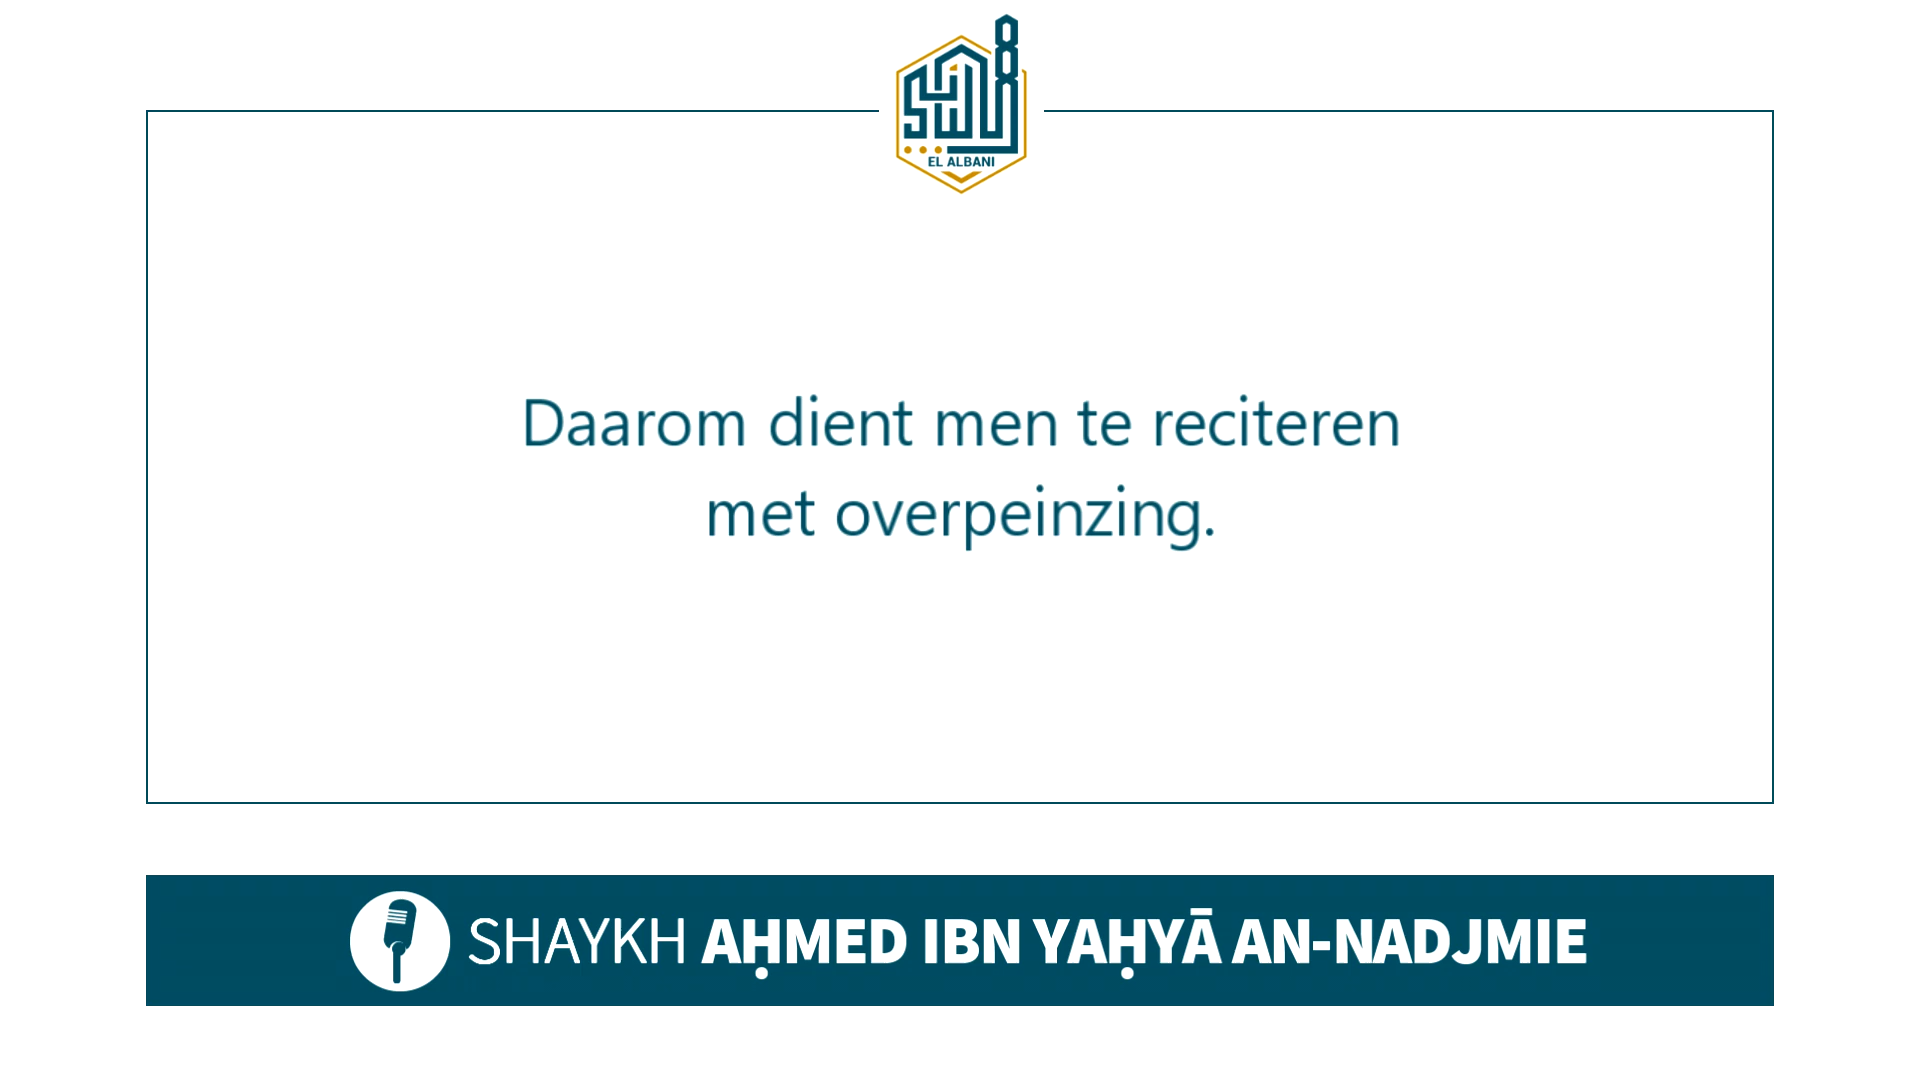 EL ALBANI
Daarom dient men te reciteren
met overpeinzing.
SHAYKH AḤMED IBN YAḤYĀ AN-NADJMIE